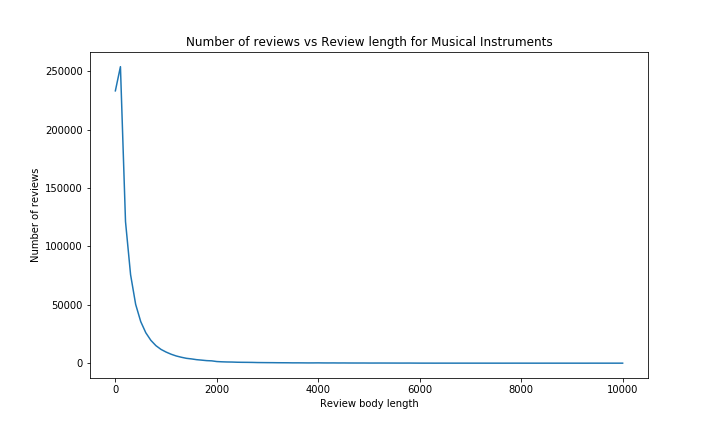 Number of reviews vs Review length for Musical Instruments
250000
200000
150000
100000
50000
0
Number of reviews
0 2000 4000 6000 8000 10000
Review body length